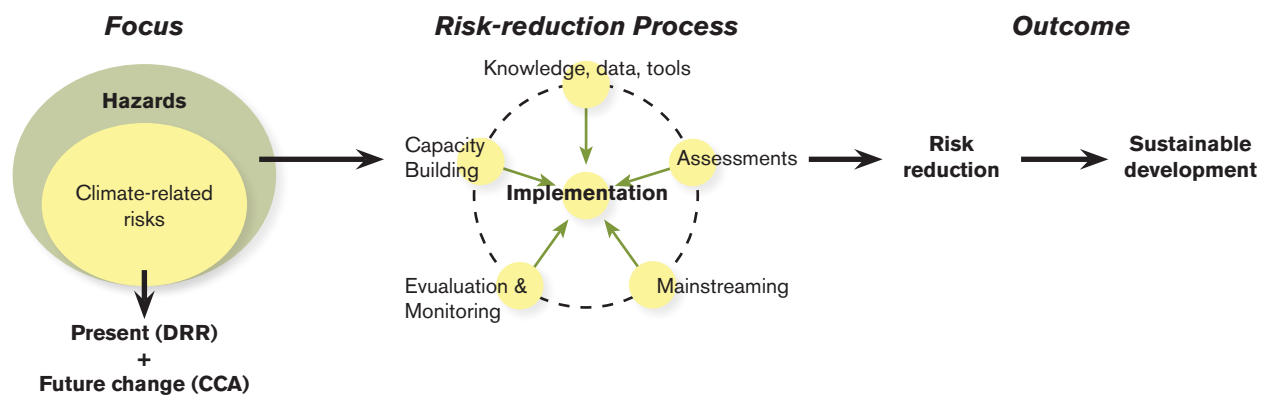 Focus
Hazards
Climate-related
risks
Present (DRR)
+
Future change (CCA)
Risk-reduction Process
Knowledge, data, tools
Capacity
Building
Assessments
Implementation
Evualuation &
Monitoring
Mainstreaming
Outcome
Risk
reduction
Sustainable
development